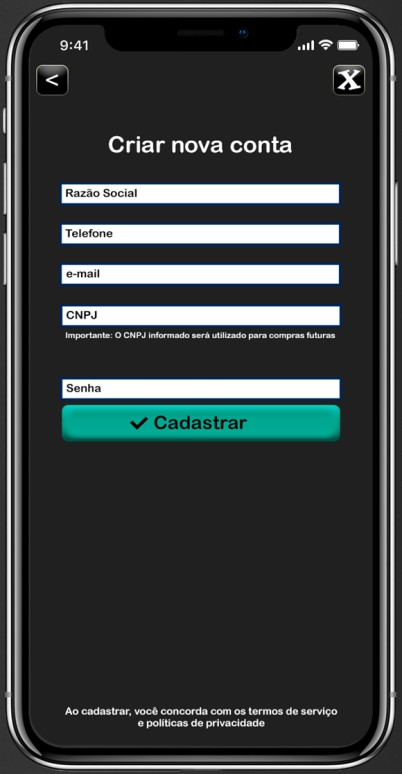 9:41
<
X
Criar nova conta
Razão Social
Telefone
e-mail
CNPJ
Importante: O CNPJ informado será utilizado para compras futuras
Senha
Cadastrar
Ao cadastrar, você concorda com os termos de serviço
e políticas de privacidade